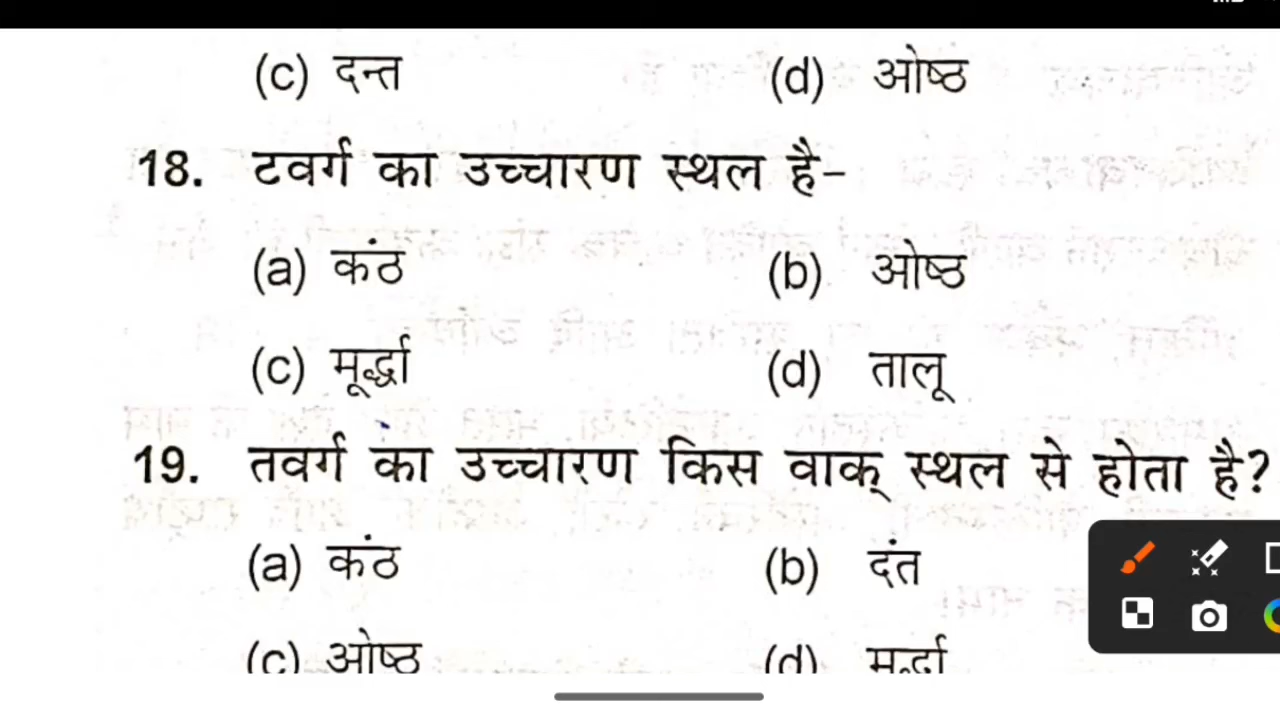 (c) दन्त (d) ओष्ठ
18. टवर्ग का उच्चारण स्थल है-
(a) कंठ (b) ओष्ठ
(c) मूर्द्धा (d) तालू
19. तवर्ग का उच्चारण किस वाक् स्थल से होता है?
(a) कंठ (b) दंत
(c) ओष्ठ (d) मूर्द्धा